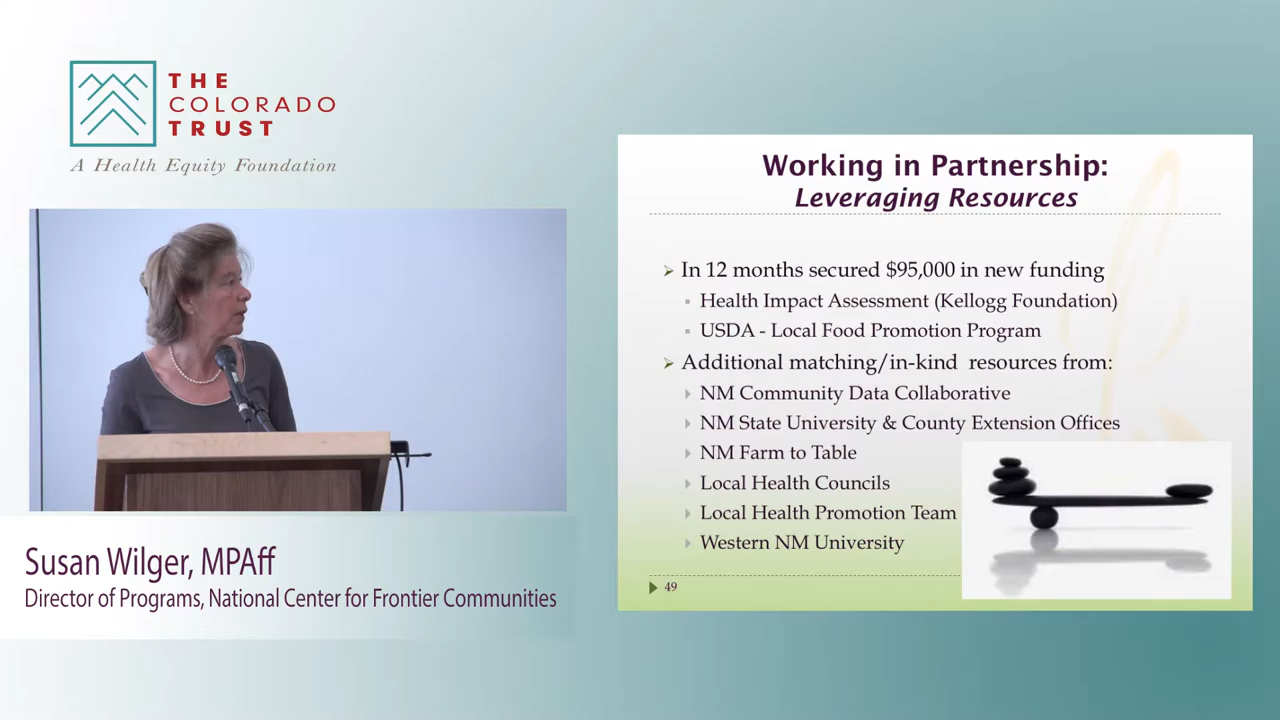 THE
COLORADO
TRUST
A Health Equity Foundation
Susan Wilger, MPAff
Director of Programs, National Center for Frontier Communities
Working in Partnership:
Leveraging Resources
In 12 months secured $95,000 in new funding
Health Impact Assessment (Kellogg Foundation)
USDA - Local Food Promotion Program
Additional matching/in-kind resources from:
NM Community Data Collaborative
NM State University & County Extension Offices
NM Farm to Table
Local Health Councils
Local Health Promotion Team
Western NM University
49